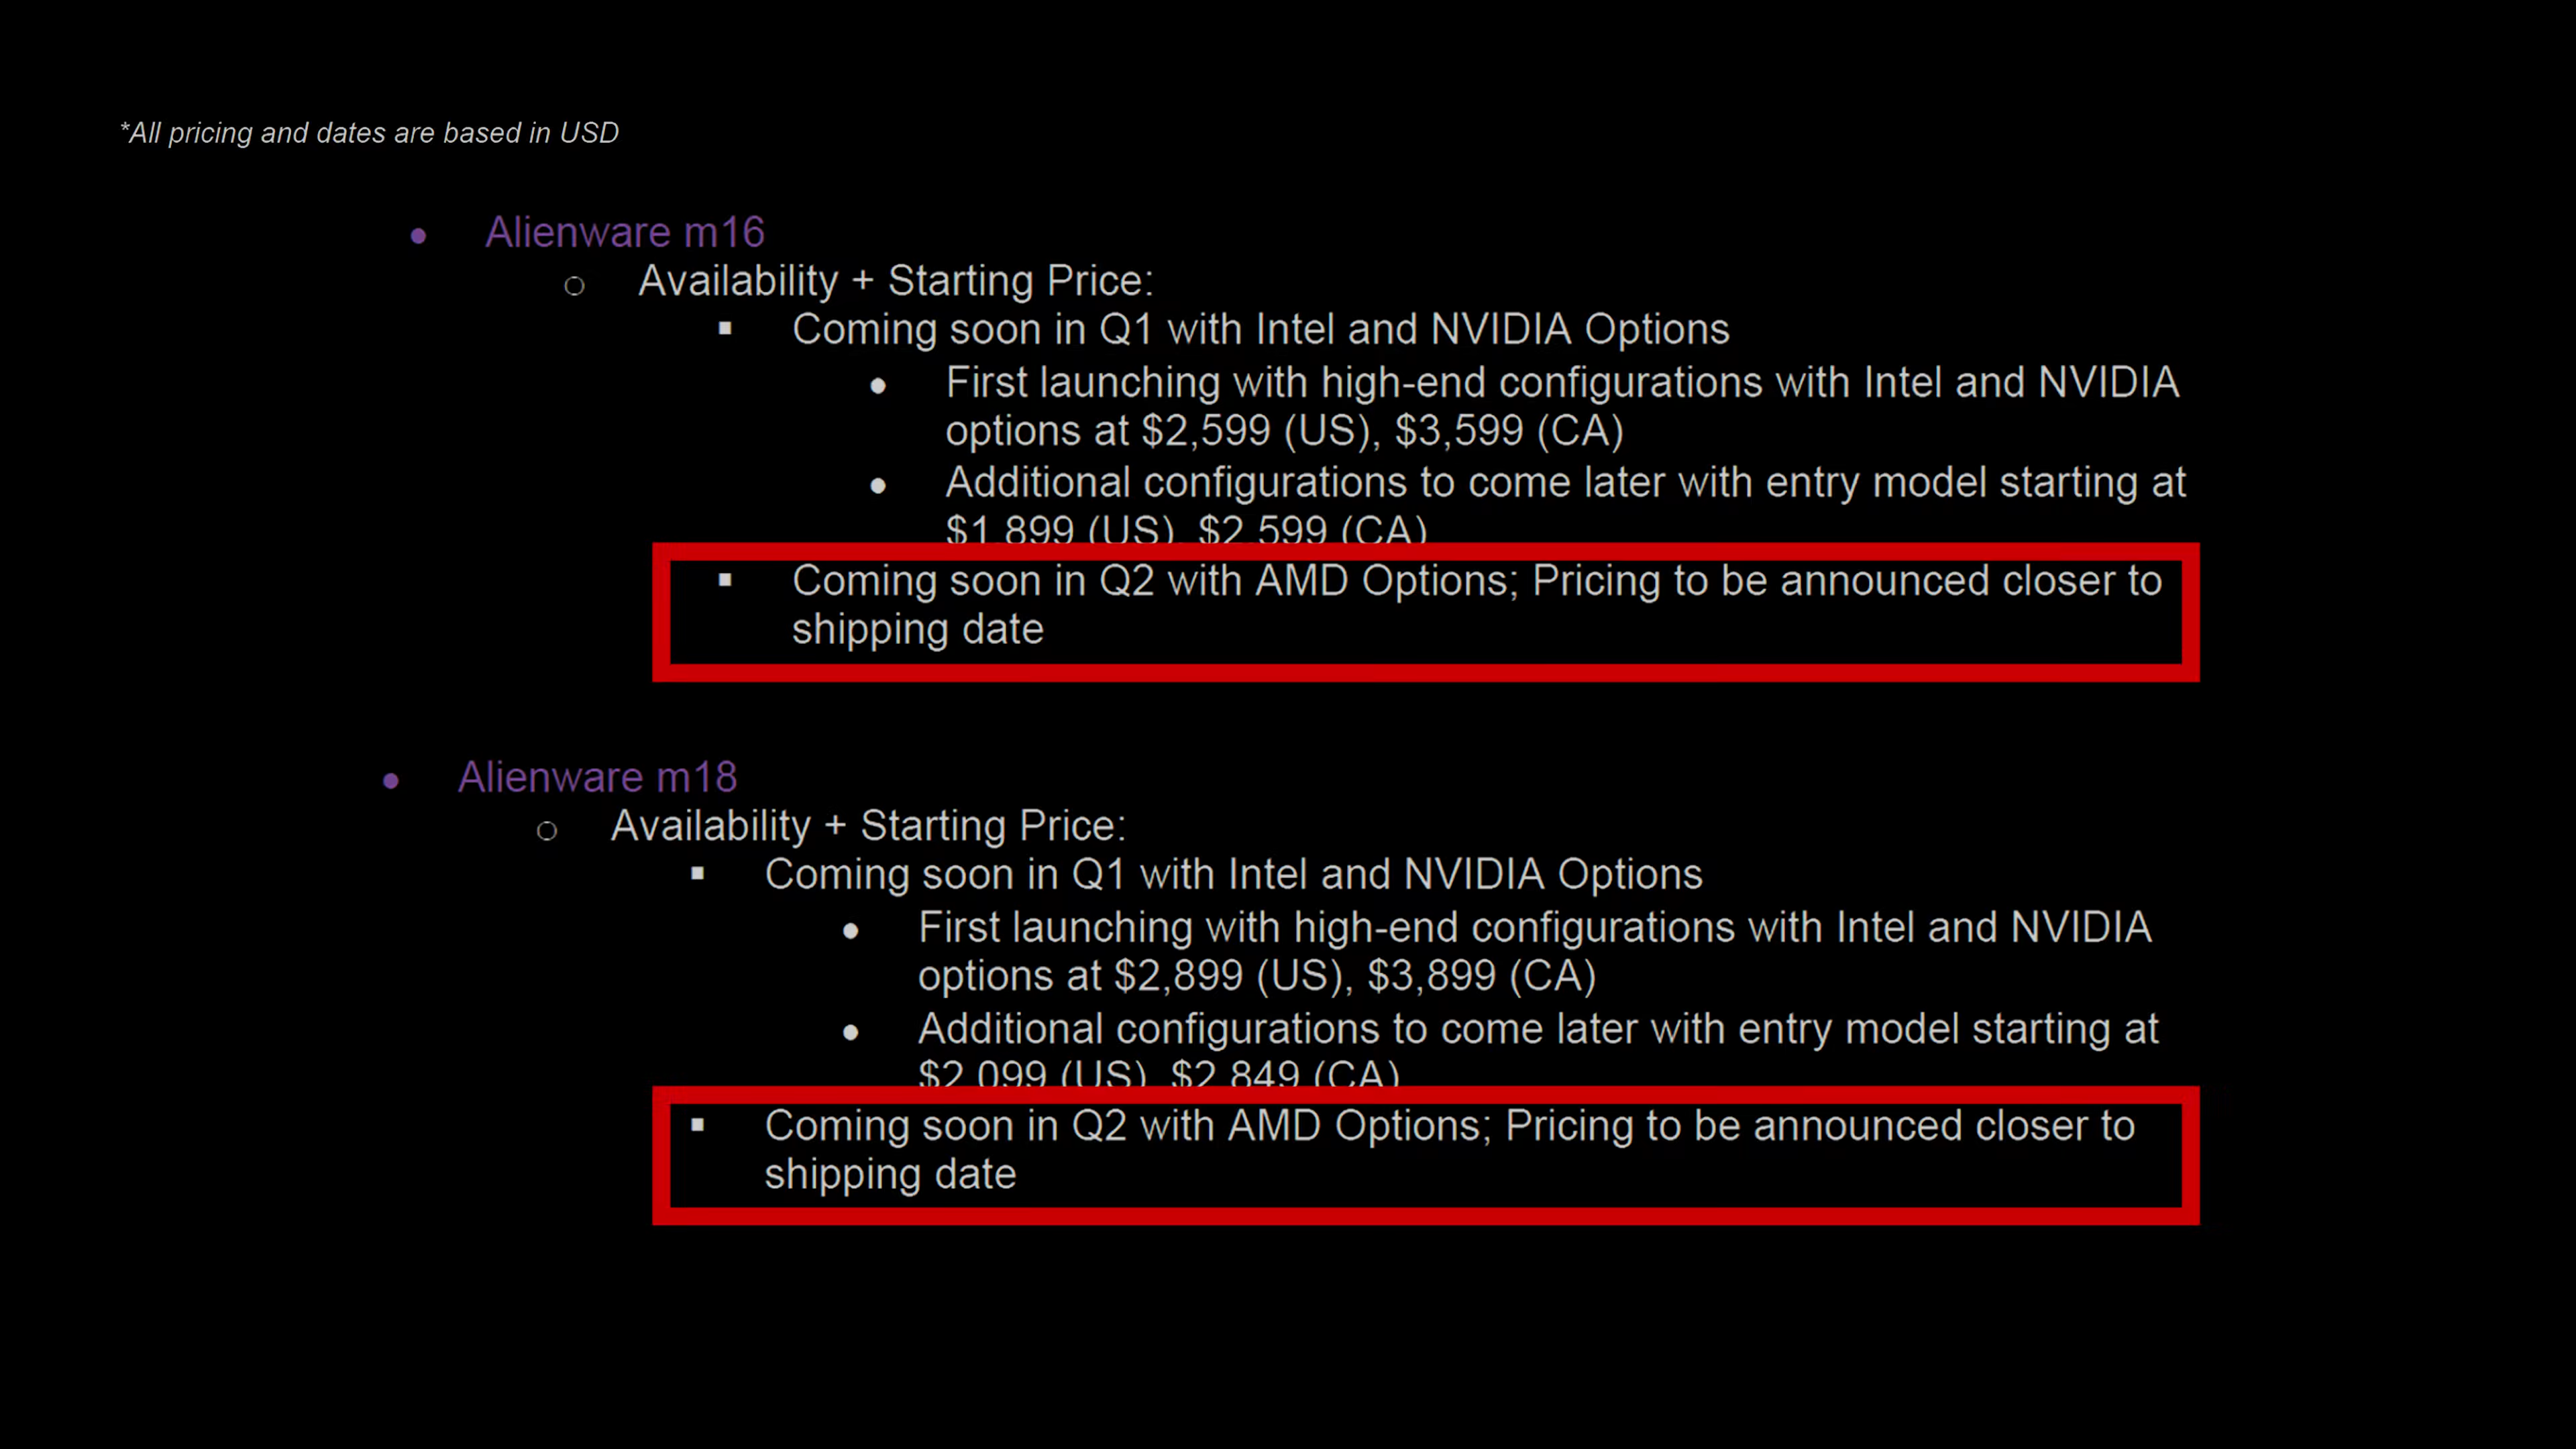 *All pricing and dates are based in USD
• Alienware m16
○ Availability + Starting Price:
▪ Coming soon in Q1 with Intel and NVIDIA Options
• First launching with high-end configurations with Intel and NVIDIA
options at $2,599 (US), $3,599 (CA)
• Additional configurations to come later with entry model starting at
$1,899 (US), $2,599 (CA)
▪ Coming soon in Q2 with AMD Options; Pricing to be announced closer to
shipping date
• Alienware m18
○ Availability + Starting Price:
▪ Coming soon in Q1 with Intel and NVIDIA Options
• First launching with high-end configurations with Intel and NVIDIA
options at $2,899 (US), $3,899 (CA)
• Additional configurations to come later with entry model starting at
$2,099 (US), $2,849 (CA)
▪ Coming soon in Q2 with AMD Options; Pricing to be announced closer to
shipping date